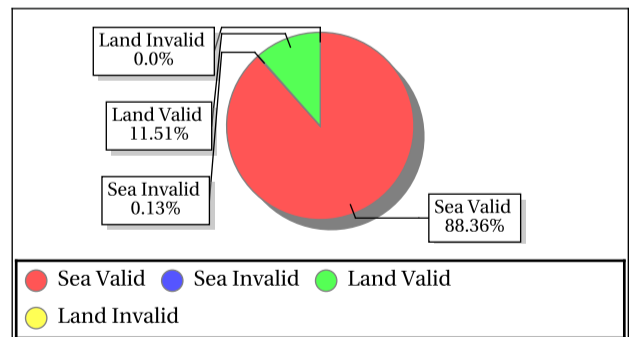 Land Invalid
0.0%
Land Valid
11.51%
Sea Invalid
0.13%
Sea Valid
88.36%
Sea Valid Sea Invalid Land Valid
Land Invalid